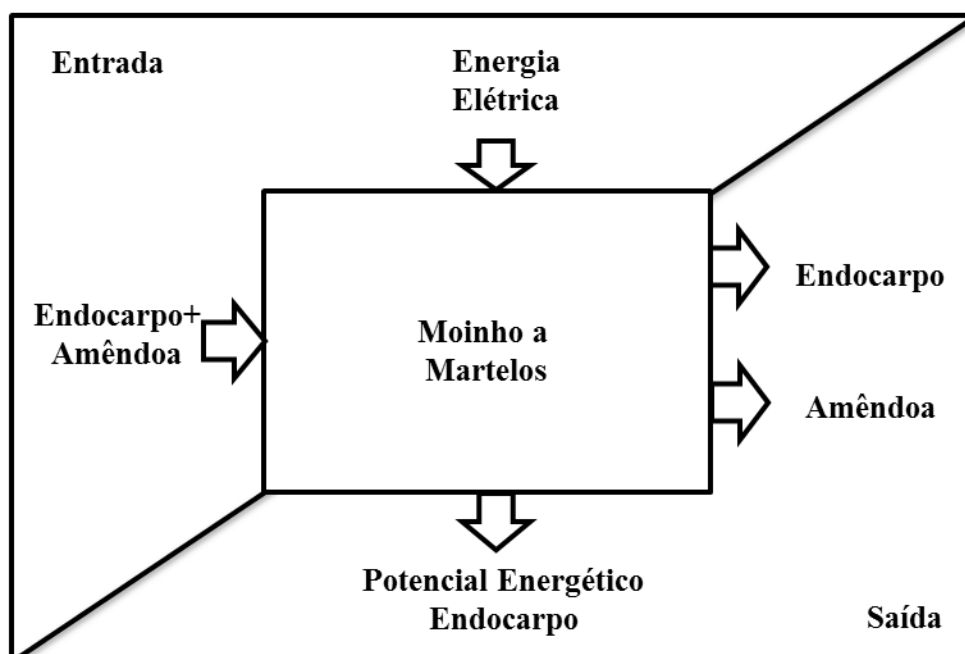 Entrada
Energia
Elétrica
Endocarpo+
Amêndoa
Moinho a
Martelos
Endocarpo
Amêndoa
Potencial Energético
Endocarpo
Saída